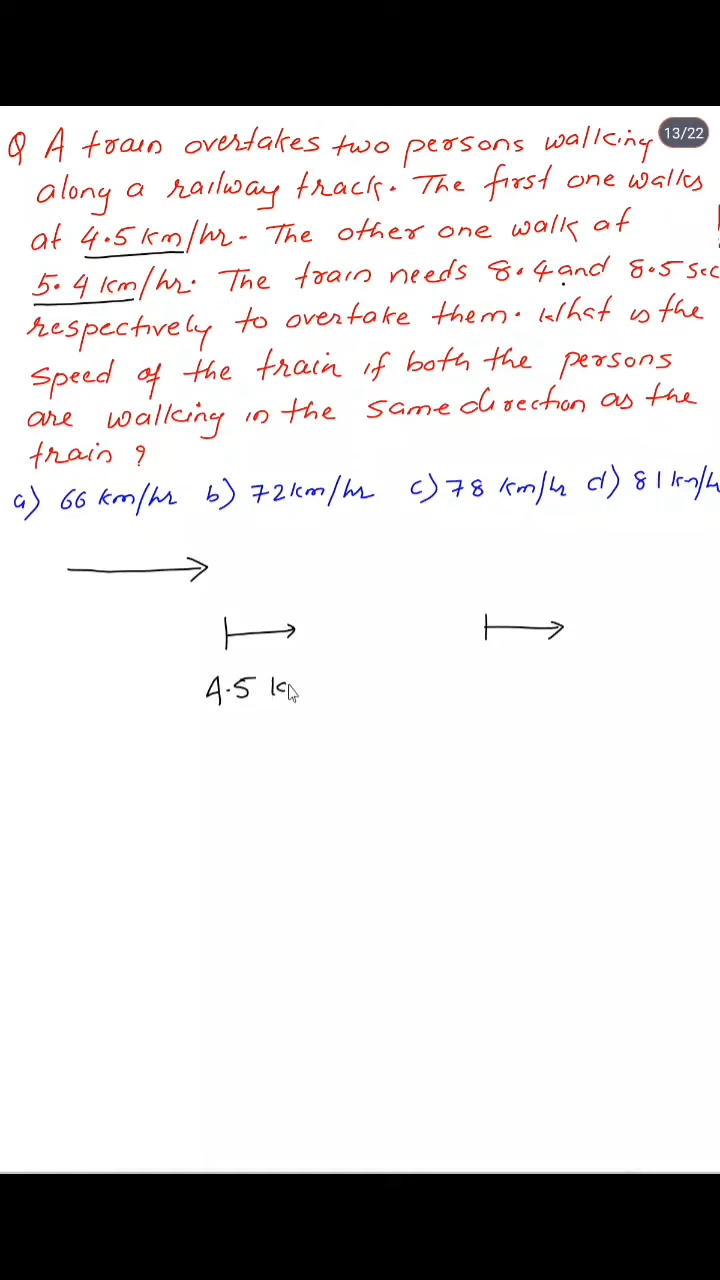 Q A train overtakes two persons walking 13/22
along a railway track. The first one walks
at 4.5 km/hr. The other one walk at
5.4 km/hr. The train needs 8.4 and 8.5 sec
respectively to overtake them. What is the
speed of the train if both the persons
are walking in the same direction as the
train ?
a) 66 km/hr b) 72 km/hr c) 78 km/h d) 81 km/h
4.5 k